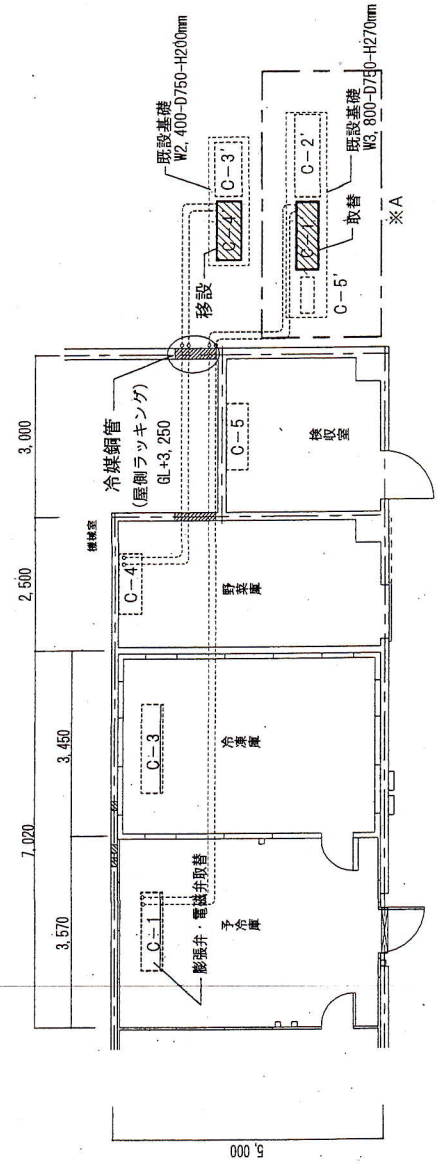 既設基礎
W2,400-D750-H200mm
C-3'
C-4
移設
既設基礎
W3,800-D750-H270mm
C-2'
C-1
取替
C-5'
※A
冷媒銅管
(屋側ラッキング)
GL+3,250
3,000
2,500
7,020
3,450
3,570
5,000
機械室
C-5
検収室
C-4
野菜庫
C-3
冷凍庫
C-1
膨張弁・電磁弁取替
予冷庫